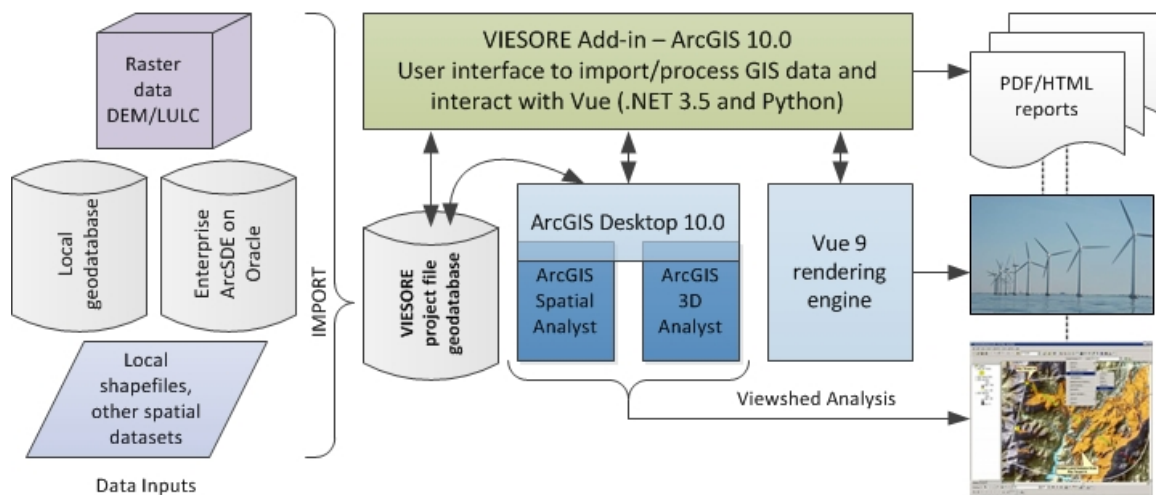 Raster
data
DEM/LULC
Local
geodatabase
Enterprise
ArcSDE on
Oracle
Local
shapefiles,
other spatial
datasets
Data Inputs
IMPORT
VIESORE Add-in – ArcGIS 10.0
User interface to import/process GIS data and
interact with Vue (.NET 3.5 and Python)
VIESORE
project file
geodatabase
ArcGIS Desktop 10.0
ArcGIS
Spatial
Analyst
ArcGIS
3D
Analyst
Vue 9
rendering
engine
Viewshed Analysis
PDF/HTML
reports